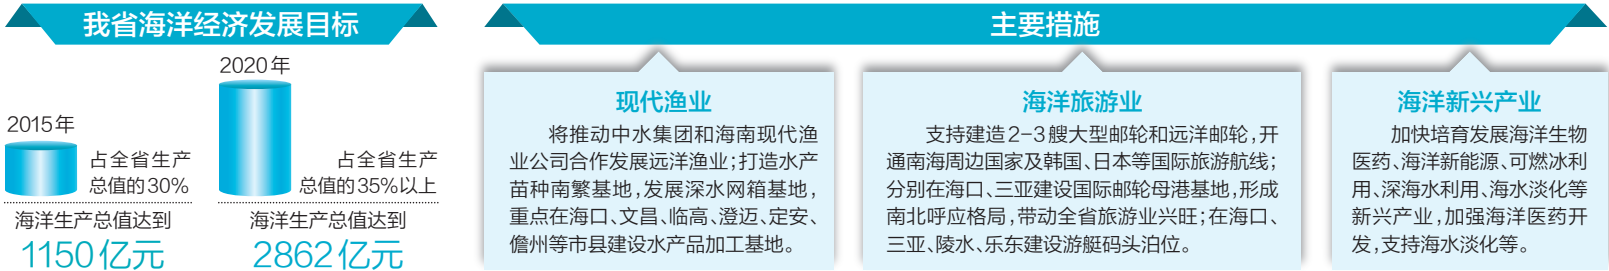 我省海洋经济发展目标
2015年
占全省生产
总值的30%
海洋生产总值达到
1150亿元
2020年
占全省生产
总值的35%以上
海洋生产总值达到
2862亿元
主要措施
现代渔业
将推动中水集团和海南现代渔
业公司合作发展远洋渔业；打造水产
苗种南繁基地，发展深水网箱基地，
重点在海口、文昌、临高、澄迈、定安、
儋州等市县建设水产品加工基地。
海洋旅游业
支持建造2-3艘大型邮轮和远洋邮轮，开
通南海周边国家及韩国、日本等国际旅游航线；
分别在海口、三亚建设国际邮轮母港基地，形成
南北呼应格局，带动全省旅游业兴旺；在海口、
三亚、陵水、乐东建设游艇码头泊位。
海洋新兴产业
加快培育发展海洋生物
医药、海洋新能源、可燃冰利
用、深海水利用、海水淡化等
新兴产业，加强海洋医药开
发，支持海水淡化等。